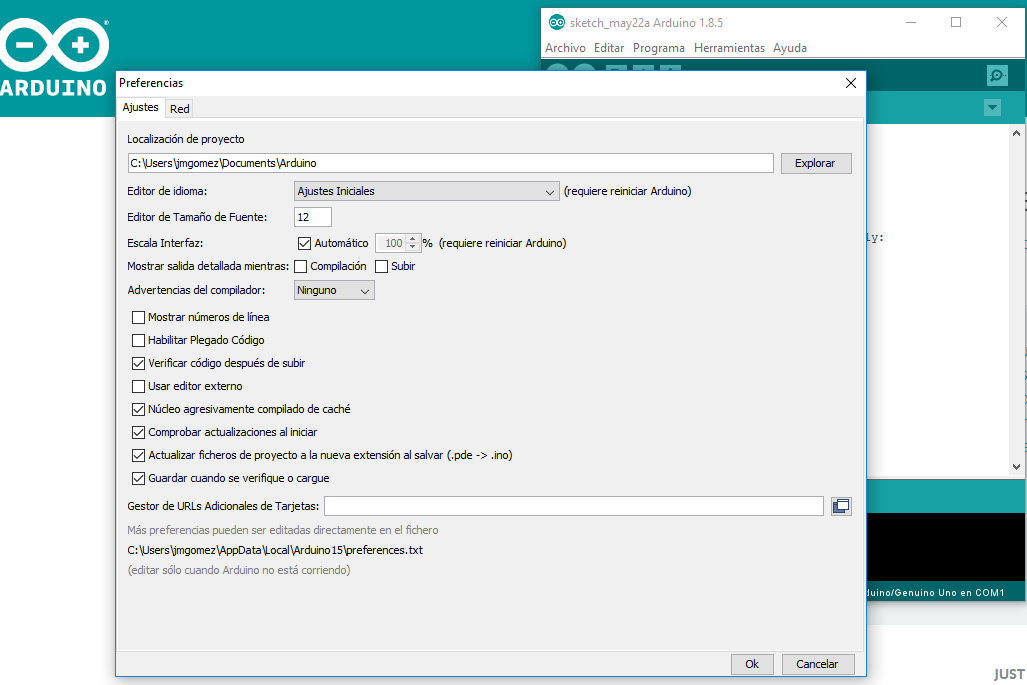 ARDUINO
sketch_may22a Arduino 1.8.5
Archivo Editar Programa Herramientas Ayuda
Preferencias
Ajustes Red
Localización de proyecto
C:\Users\jmgomez\Documents\Arduino Explorar
Editor de idioma: Ajustes Iniciales (requiere reiniciar Arduino)
Editor de Tamaño de Fuente: 12
Escala Interfaz: Automático 100 % (requiere reiniciar Arduino)
Mostrar salida detallada mientras: Compilación Subir
Advertencias del compilador: Ninguno
Mostrar números de línea
Habilitar Plegado Código
Verificar código después de subir
Usar editor externo
Núcleo agresivamente compilado de caché
Comprobar actualizaciones al iniciar
Actualizar ficheros de proyecto a la nueva extensión al salvar (.pde -> .ino)
Guardar cuando se verifique o cargue
Gestor de URLs Adicionales de Tarjetas:
Más preferencias pueden ser editadas directamente en el fichero
C:\Users\jmgomez\AppData\Local\Arduino15\preferences.txt
(editar sólo cuando Arduino no está corriendo)
Ok Cancelar
ly:
duino/Genuino Uno en COM1
JUST